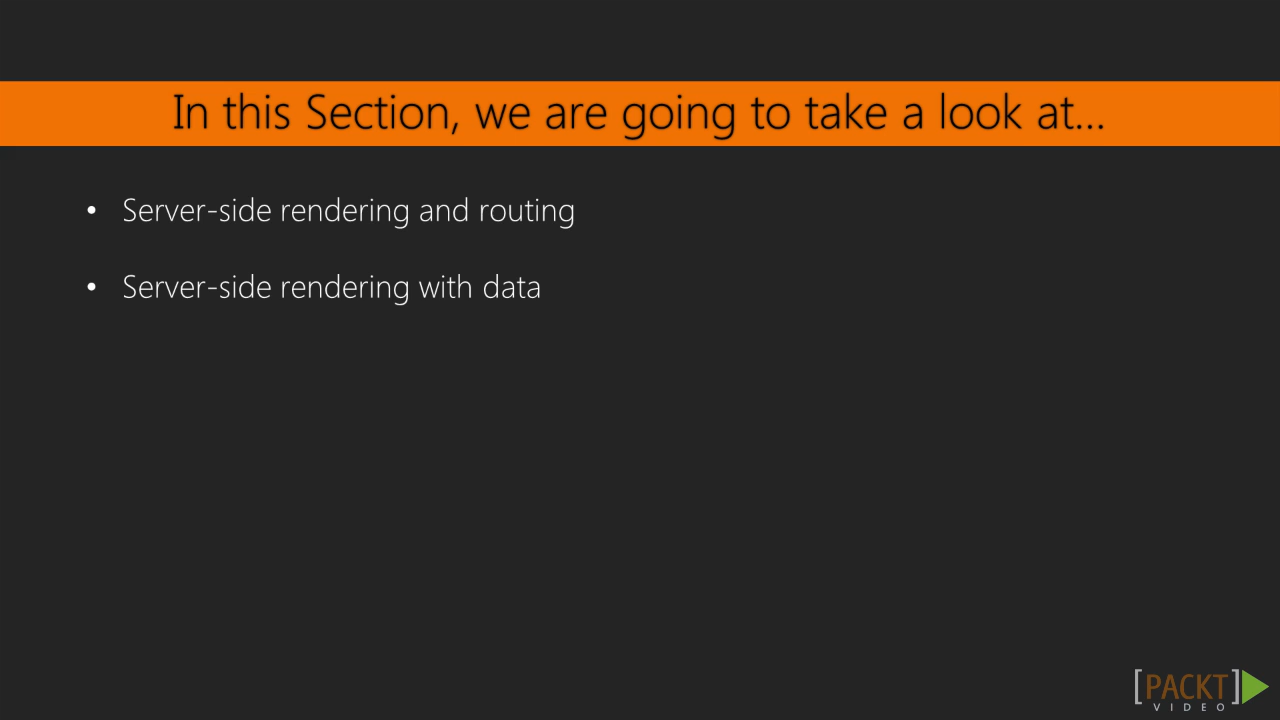 In this Section, we are going to take a look at...
• Server-side rendering and routing
• Server-side rendering with data
[PACKT]
VIDEO